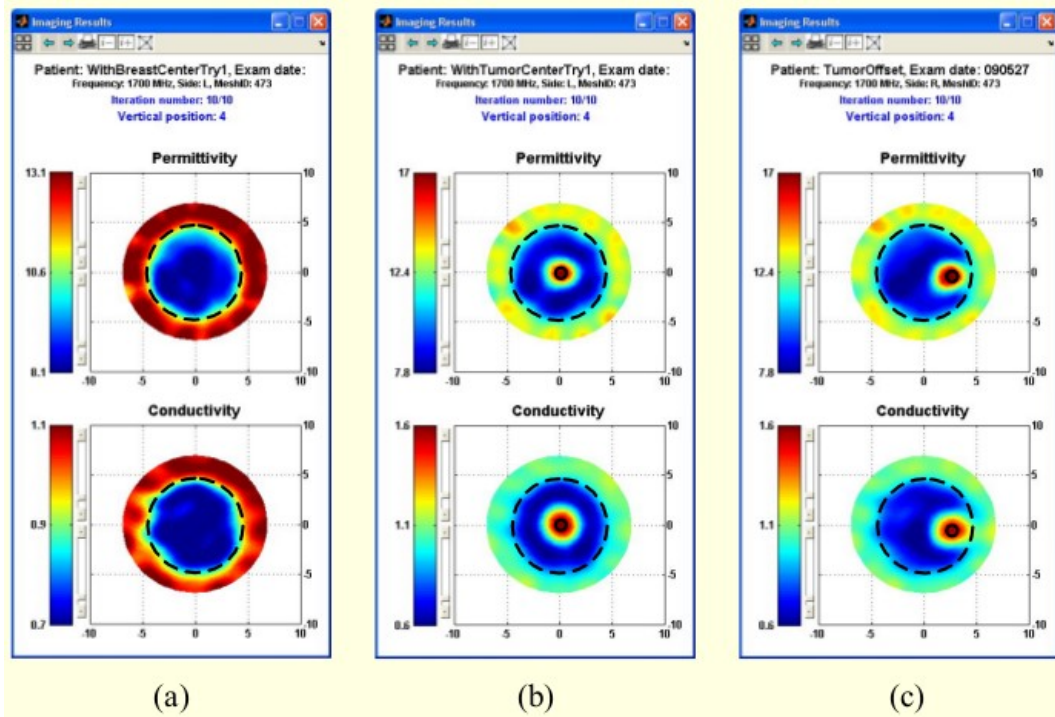 Imaging Results
Patient: WithBreastCenterTry1, Exam date:
Frequency: 1700 MHz, Side: L, MeshID: 473
Iteration number: 10/10
Vertical position: 4
Permittivity
13.1
10.6
8.1
10
5
0
-5
-10
-10 -5 0 5 10
Conductivity
1.1
0.9
0.7
10
5
0
-5
-10
-10 -5 0 5 10
(a)
Imaging Results
Patient: WithTumorCenterTry1, Exam date:
Frequency: 1700 MHz, Side: L, MeshID: 473
Iteration number: 10/10
Vertical position: 4
Permittivity
17
12.4
7.8
10
5
0
-5
-10
-10 -5 0 5 10
Conductivity
1.6
1.1
0.6
10
5
0
-5
-10
-10 -5 0 5 10
(b)
Imaging Results
Patient: TumorOffset, Exam date: 090527
Frequency: 1700 MHz, Side: R, MeshID: 473
Iteration number: 10/10
Vertical position: 4
Permittivity
17
12.4
7.8
10
5
0
-5
-10
-10 -5 0 5 10
Conductivity
1.6
1.1
0.6
10
5
0
-5
-10
-10 -5 0 5 10
(c)